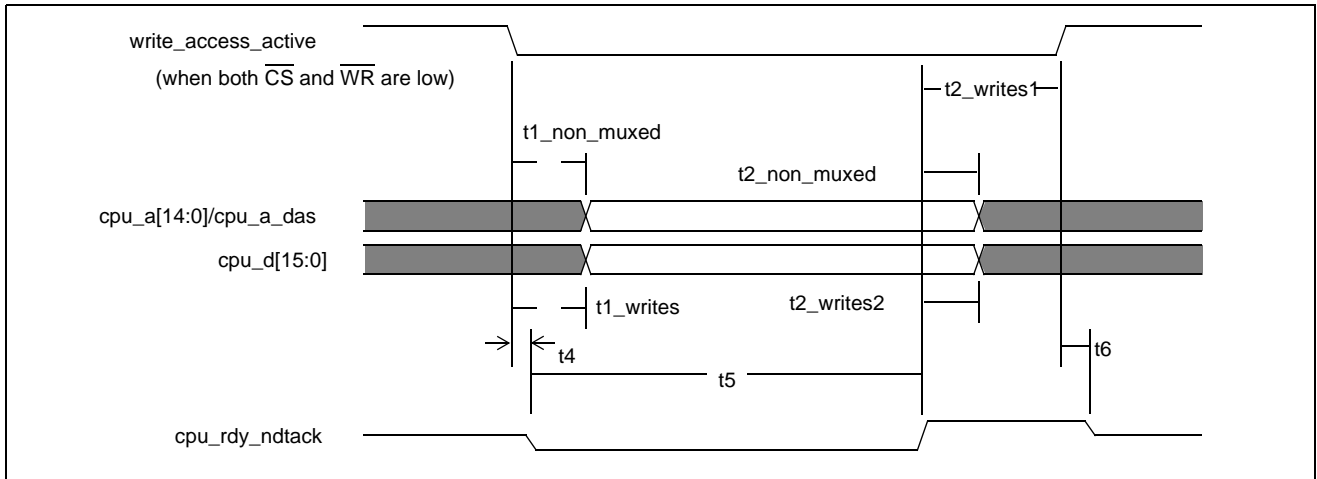 write_access_active
(when both CS and WR are low)
t2_writes1
t1_non_muxed
t2_non_muxed
cpu_a[14:0]/cpu_a_das
cpu_d[15:0]
t1_writes
t2_writes2
t4
t6
t5
cpu_rdy_ndtack